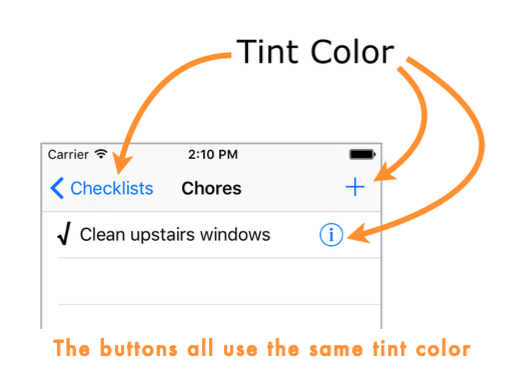 Tint Color
Carrier 2:10 PM
Checklists Chores +
√ Clean upstairs windows i
The buttons all use the same tint color